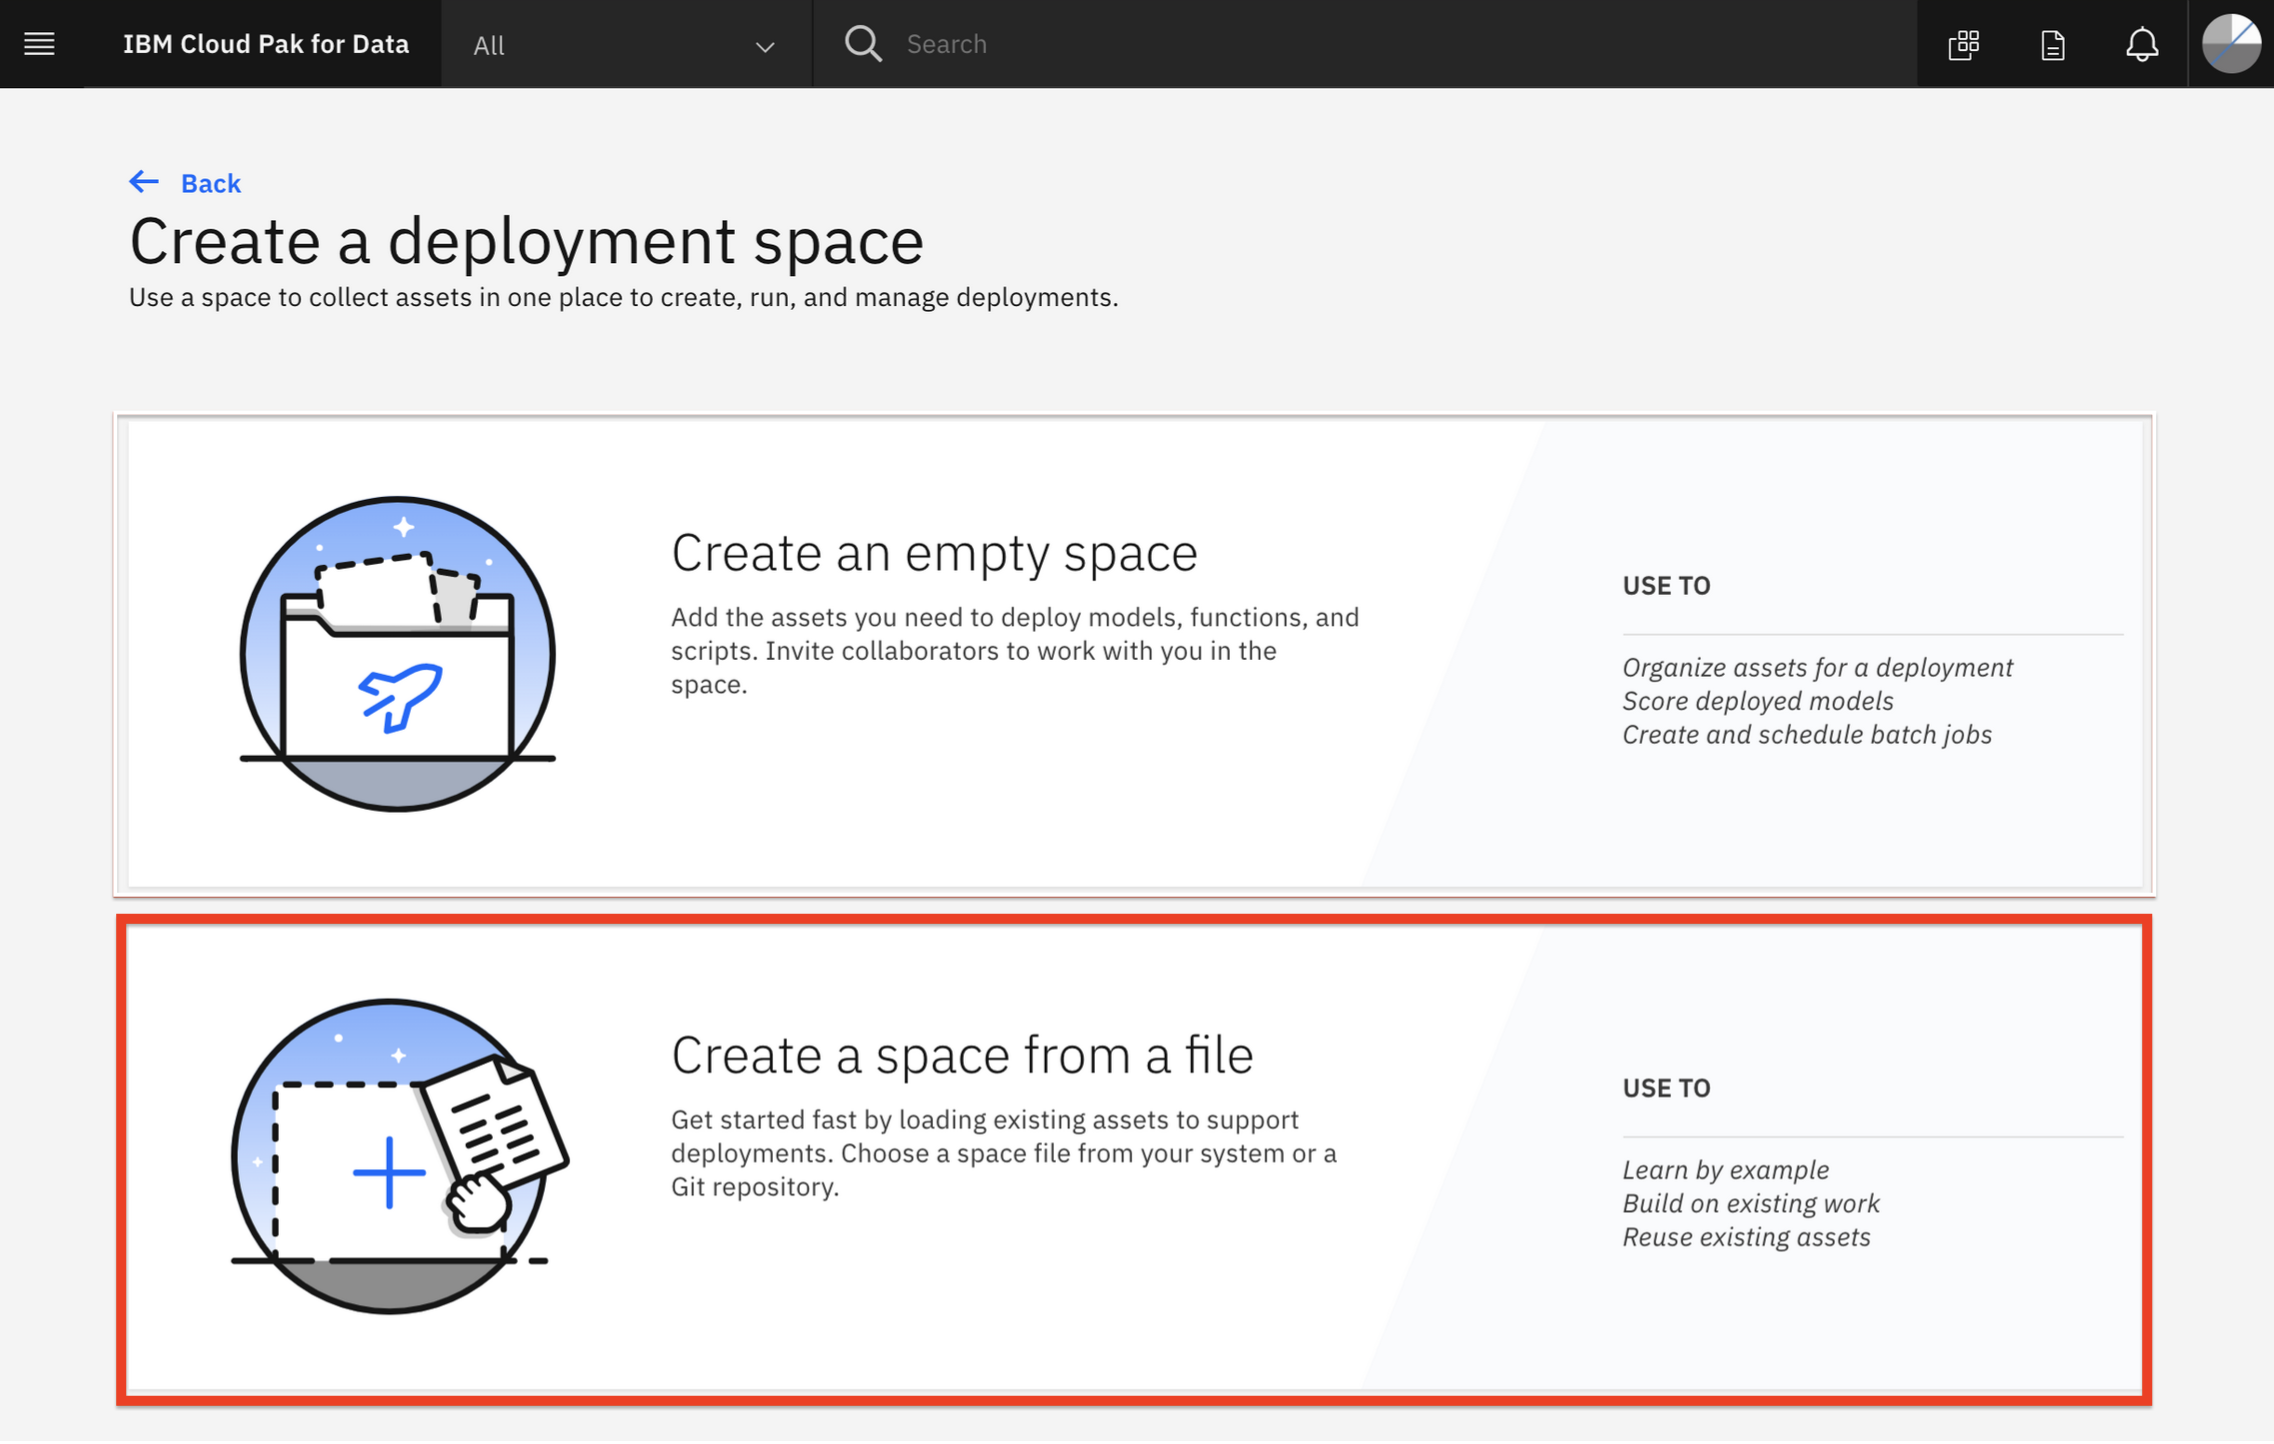 IBM Cloud Pak for Data
All
Search
Back
Create a deployment space
Use a space to collect assets in one place to create, run, and manage deployments.
Create an empty space
Add the assets you need to deploy models, functions, and
scripts. Invite collaborators to work with you in the
space.
USE TO
Organize assets for a deployment
Score deployed models
Create and schedule batch jobs
Create a space from a file
Get started fast by loading existing assets to support
deployments. Choose a space file from your system or a
Git repository.
USE TO
Learn by example
Build on existing work
Reuse existing assets